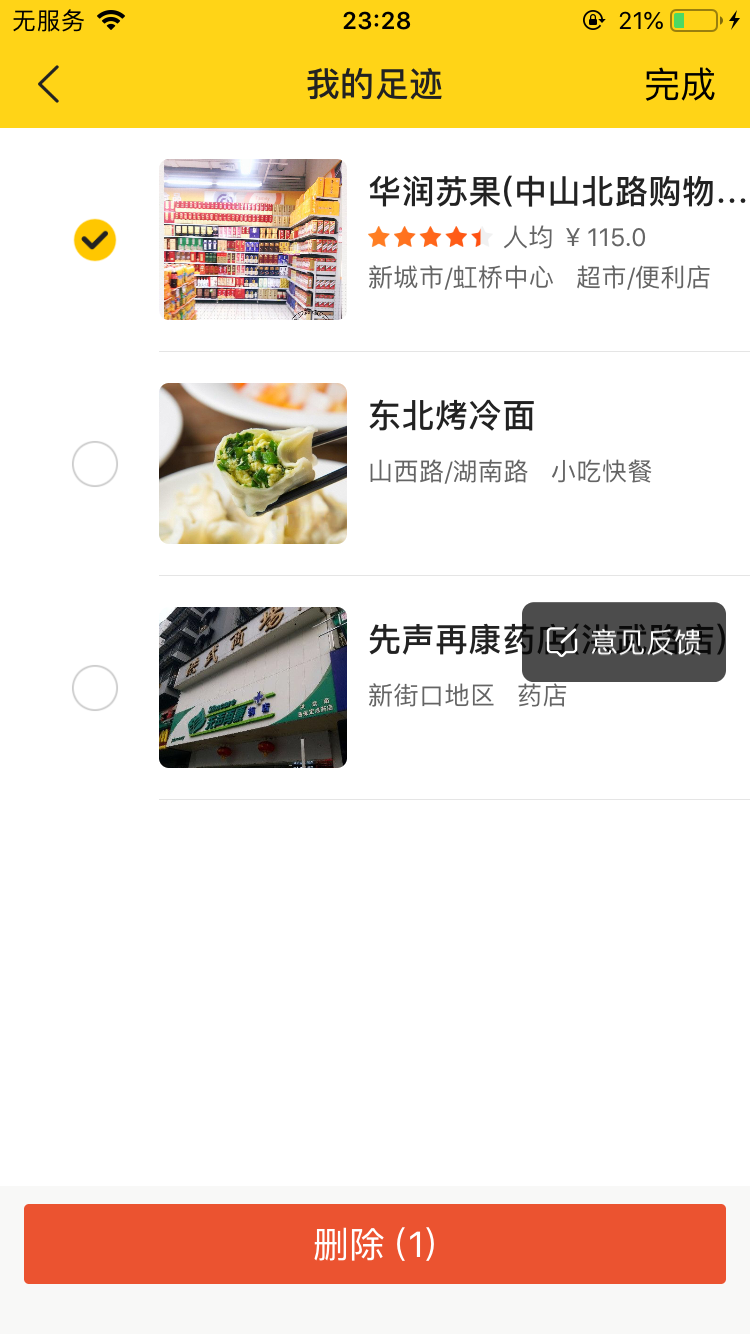 无服务
23:28
21%
我的足迹
完成
华润苏果(中山北路购物...
人均 ￥115.0
新城市/虹桥中心 超市/便利店
东北烤冷面
山西路/湖南路 小吃快餐
先声再康药店(洪武路店)
意见反馈
新街口地区 药店
删除 (1)